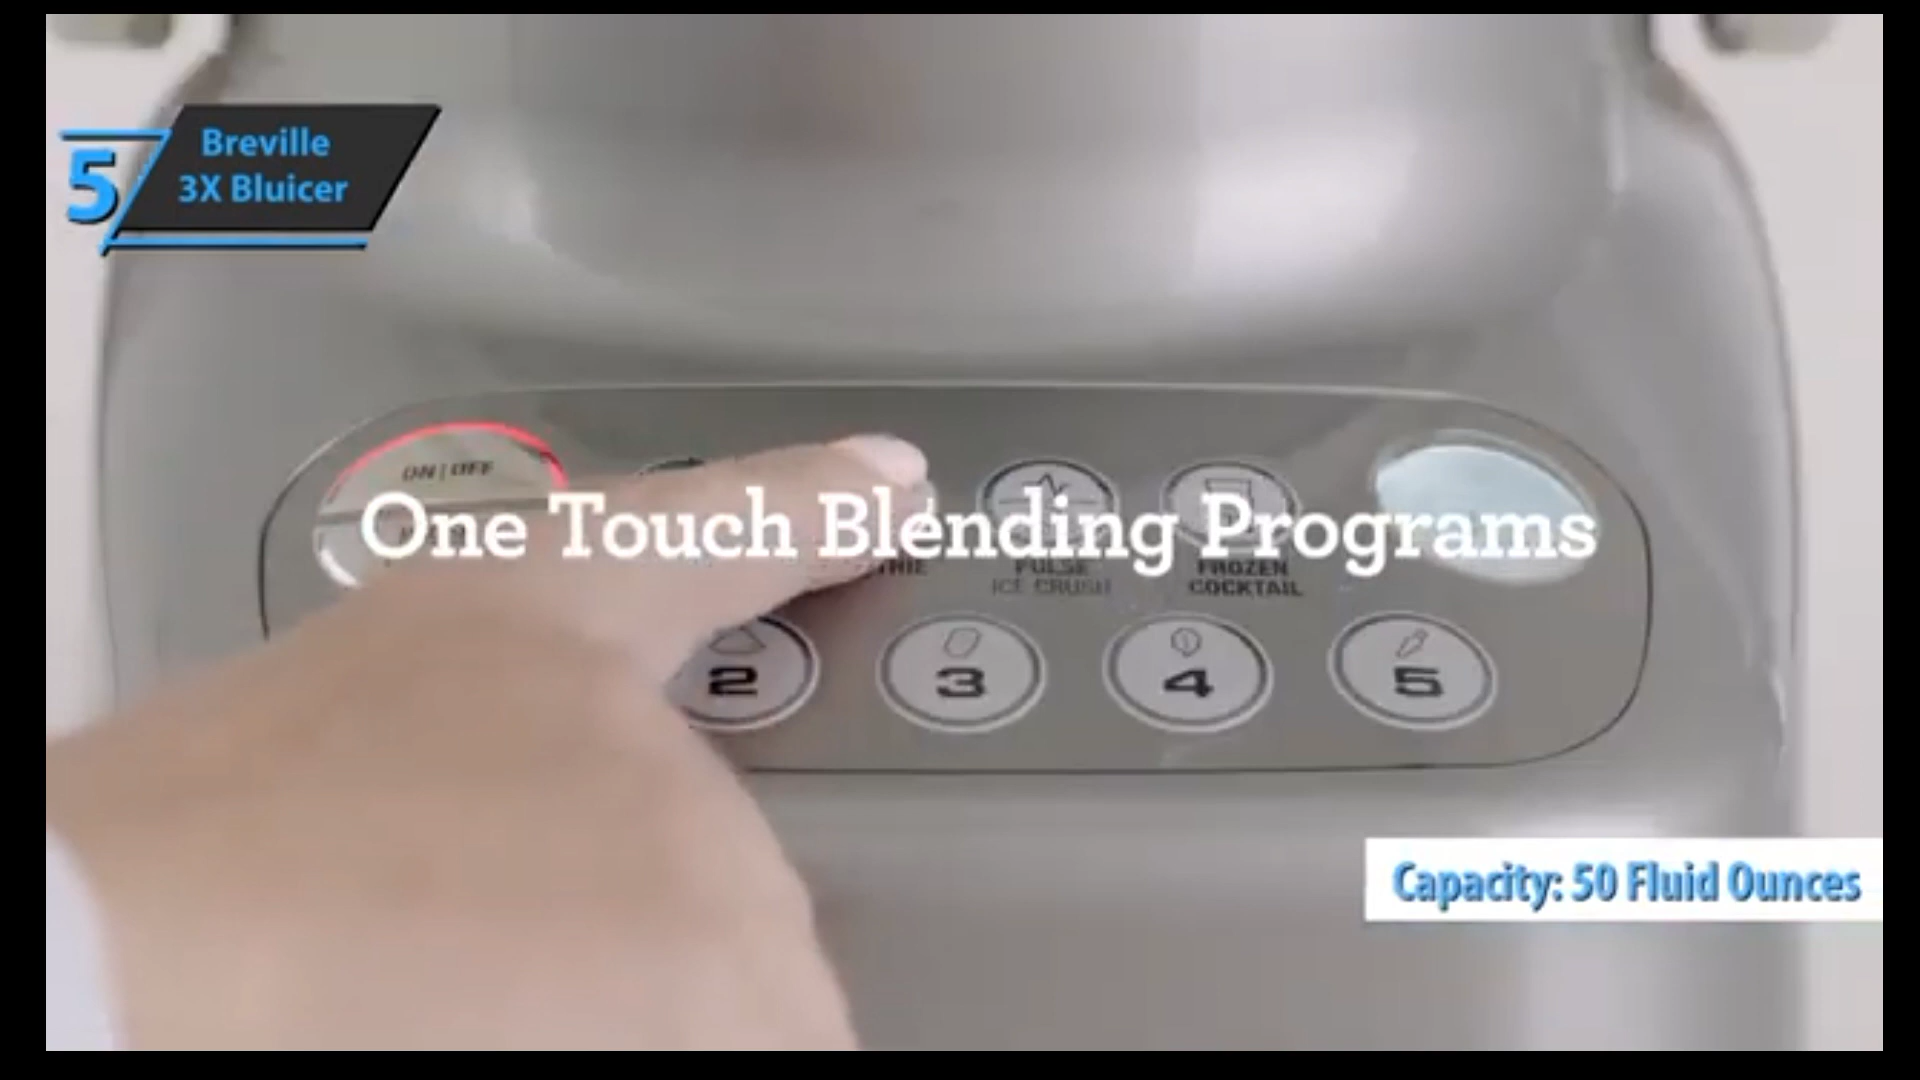 Breville
5
3X Bluicer
ON | OFF
One Touch Blending Programs
PULSE
ICE CRUSH
FROZEN
COCKTAIL
2
3
4
5
Capacity: 50 Fluid Ounces